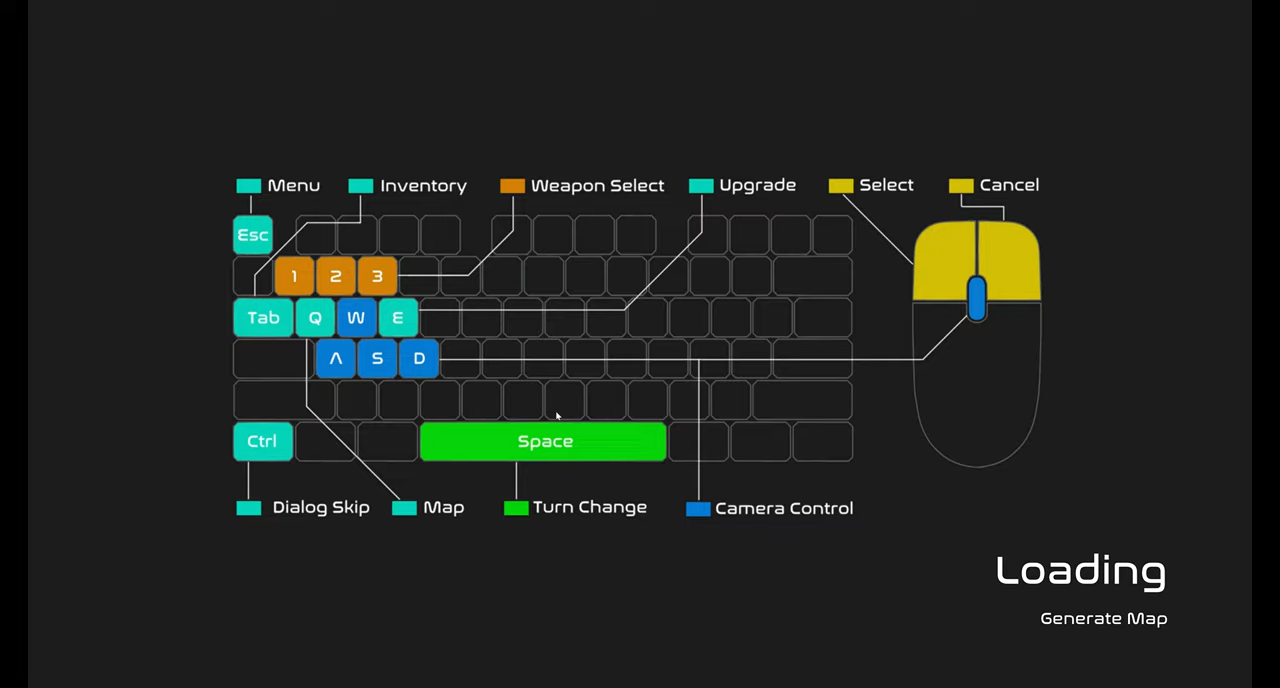 Menu Inventory Weapon Select Upgrade Select Cancel
Esc
1 2 3
Tab Q W E
A S D
Ctrl Space
Dialog Skip Map Turn Change Camera Control
Loading
Generate Map